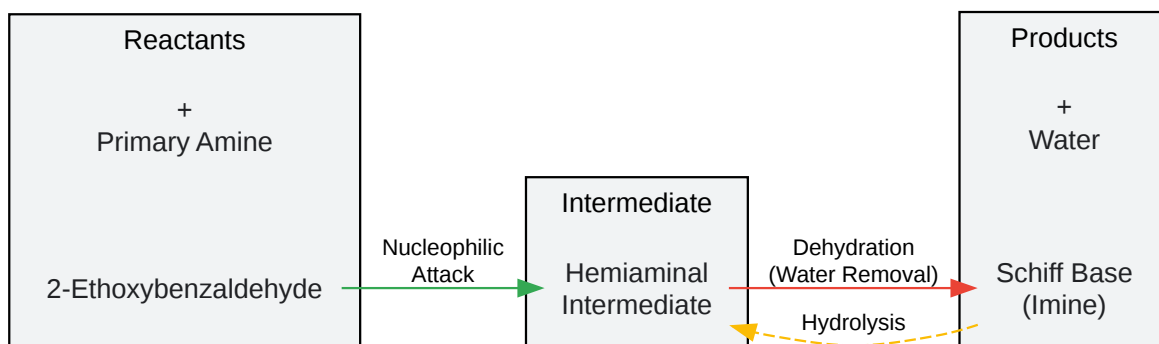 Reactants
+
Primary Amine
2-Ethoxybenzaldehyde
Nucleophilic
Attack
Intermediate
Hemiaminal
Intermediate
Dehydration
(Water Removal)
Hydrolysis
Products
+
Water
Schiff Base
(Imine)